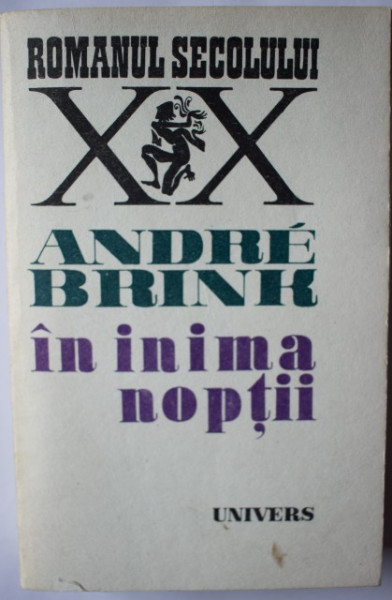 ROMANUL SECOLULUI
XX
ANDRÉ
BRINK
în inima
nopții
UNIVERS